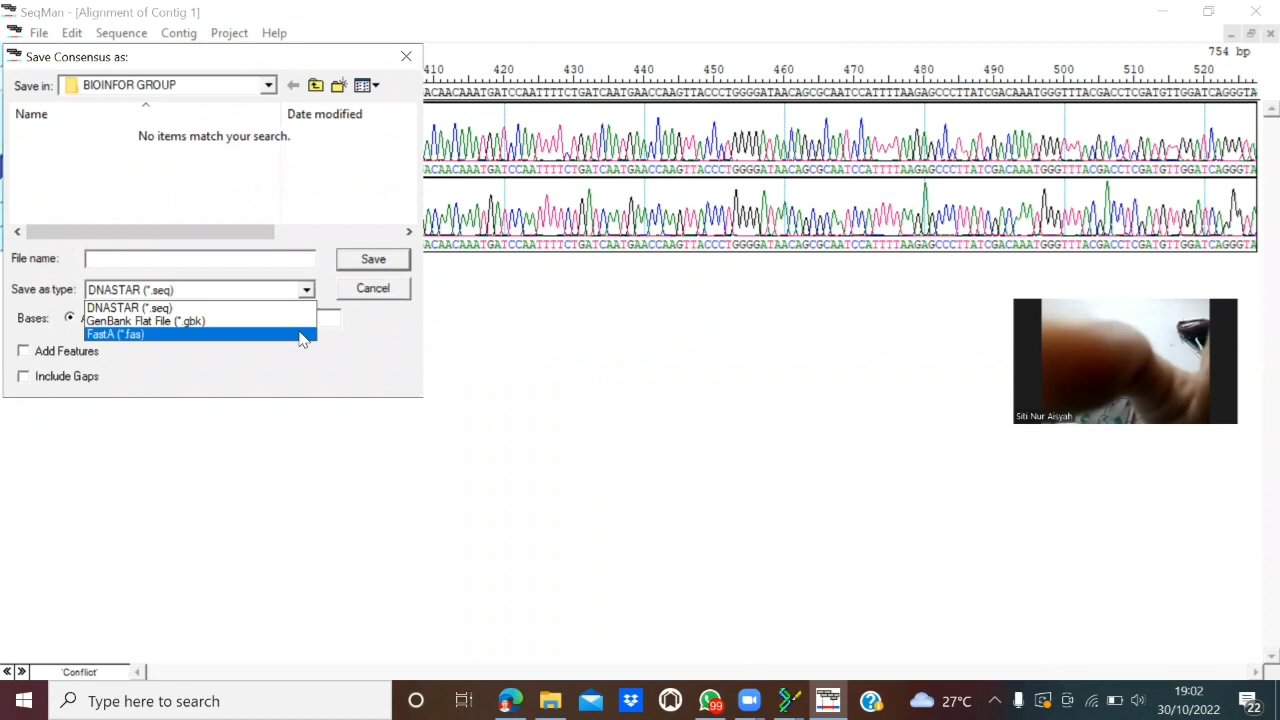 SeqMan - [Alignment of Contig 1]
File Edit Sequence Contig Project Help
Save Consensus as:
754 bp
Save in: BIOINFOR GROUP
410 420 430 440 450 460 470 480 490 500 510 520
ACAACAAATGATCCAATTTTCTGATCAATGAACCAAGTTACCCTGGGGATAACAGCGCAATCCATTTTAAGAGCCCTTATCGACAAATGGGTTTACGACCTCGATGTTGGATCAGGGTA
Name Date modified
No items match your search.
ACAACAAATGATCCAATTTTCTGATCAATGAACCAAGTTACCCTGGGGATAACAGCGCAATCCATTTTAAGAGCCCTTATCGACAAATGGGTTTACGACCTCGATGTTGGATCAGGGTA
ACAACAAATGATCCAATTTTCTGATCAATGAACCAAGTTACCCTGGGGATAACAGCGCAATCCATTTTAAGAGCCCTTATCGACAAATGGGTTTACGACCTCGATGTTGGATCAGGGTA
File name: Save
Save as type: DNASTAR (*.seq) Cancel
DNASTAR (*.seq)
Bases:
GenBank Flat File (*.gbk)
FastA (*.fas)
Add Features
Include Gaps
Siti Nur Aisyah
'Conflict'
Type here to search
99
27°C
19:02
30/10/2022
22